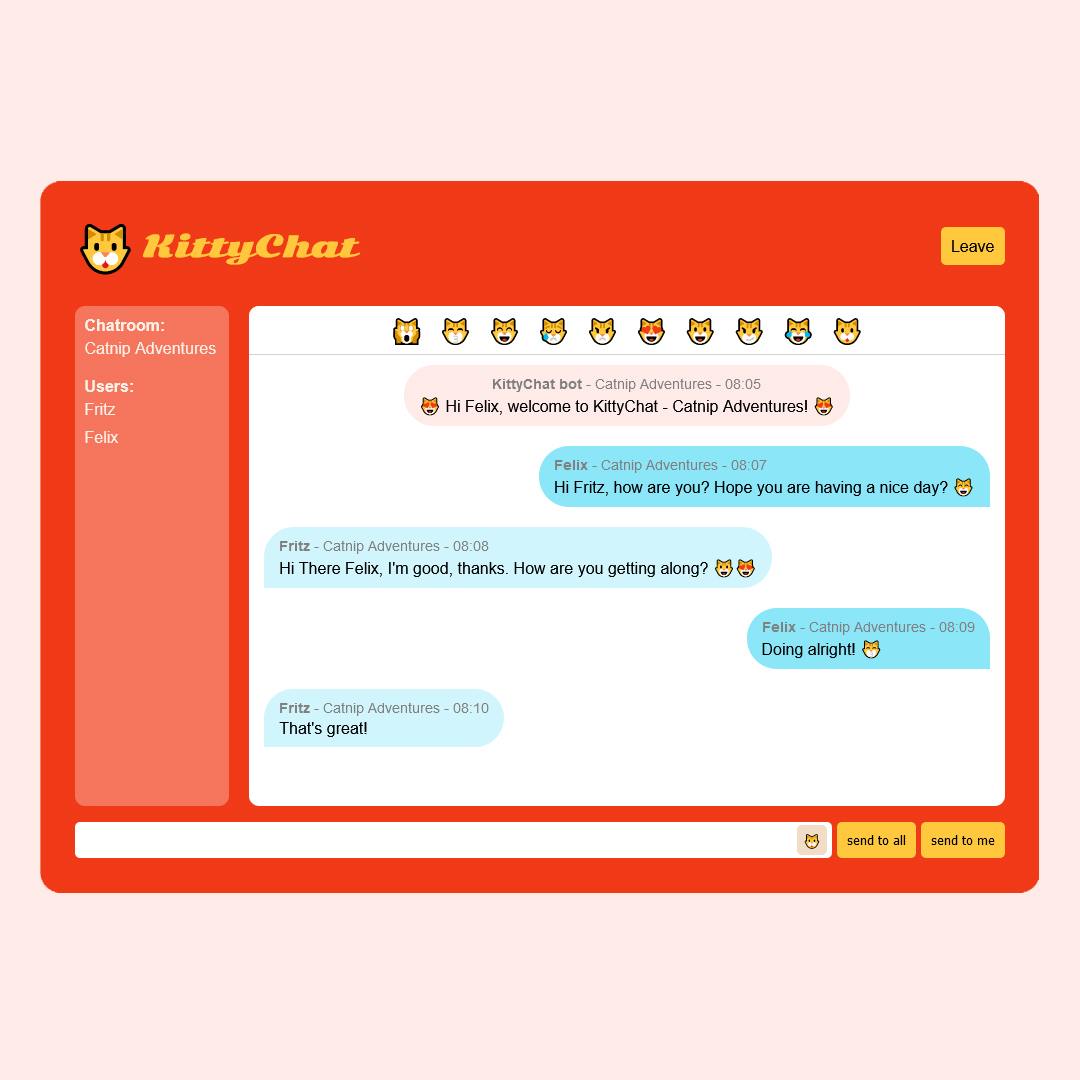 KittyChat
Leave
Chatroom:
Catnip Adventures
Users:
Fritz
Felix
KittyChat bot - Catnip Adventures - 08:05
😻 Hi Felix, welcome to KittyChat - Catnip Adventures! 😻
Felix - Catnip Adventures - 08:07
Hi Fritz, how are you? Hope you are having a nice day? 😸
Fritz - Catnip Adventures - 08:08
Hi There Felix, I'm good, thanks. How are you getting along? 😺😻
Felix - Catnip Adventures - 08:09
Doing alright! 😽
Fritz - Catnip Adventures - 08:10
That's great!
send to all
send to me